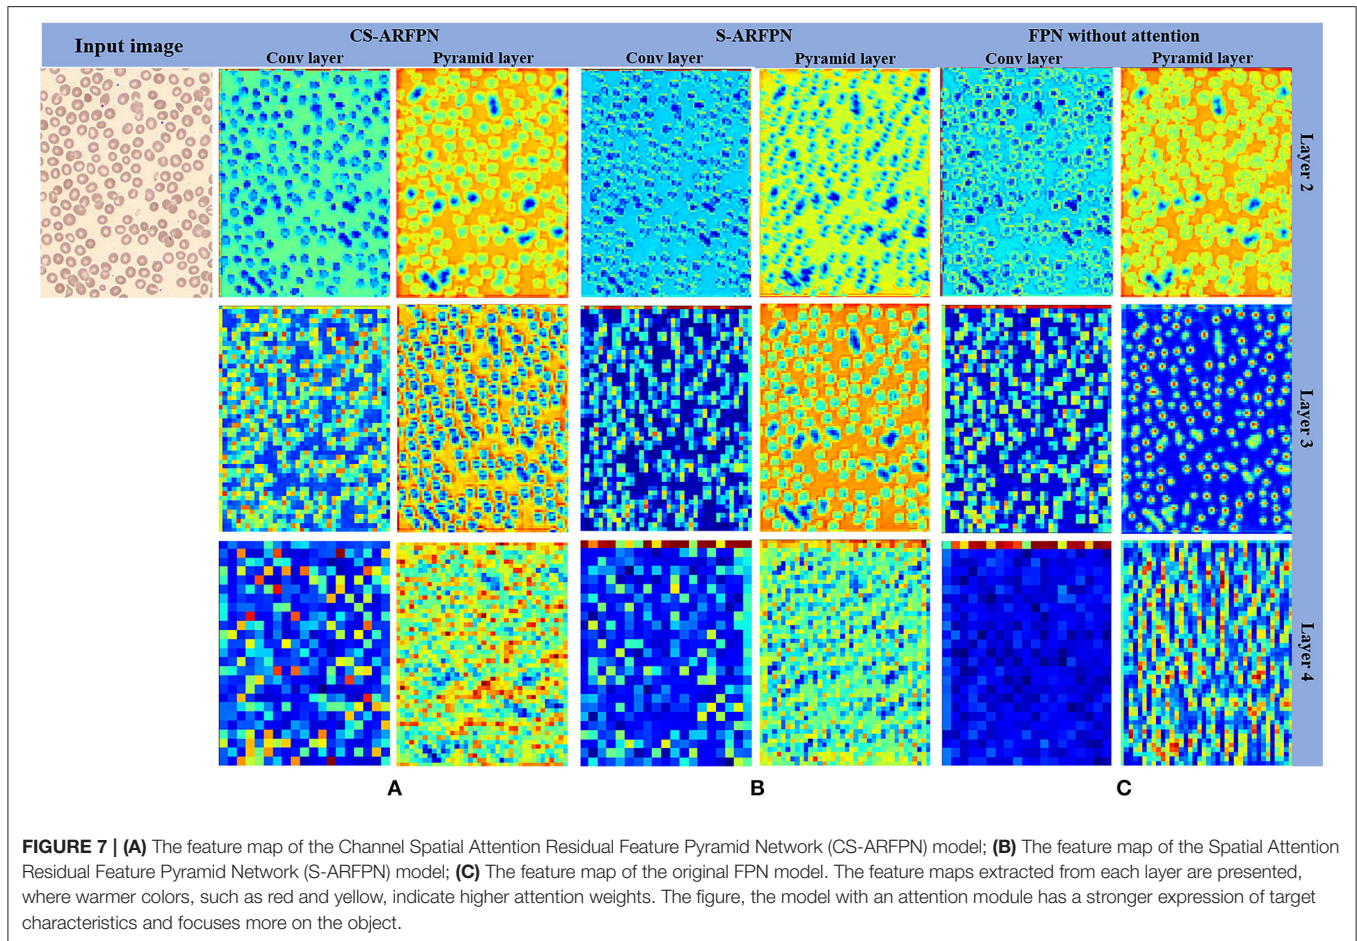 Input image
CS-ARFPN
S-ARFPN
FPN without attention
Conv layer
Pyramid layer
Conv layer
Pyramid layer
Conv layer
Pyramid layer
Layer 2
Layer 3
Layer 4
A
B
C
FIGURE 7 | (A) The feature map of the Channel Spatial Attention Residual Feature Pyramid Network (CS-ARFPN) model; (B) The feature map of the Spatial Attention
Residual Feature Pyramid Network (S-ARFPN) model; (C) The feature map of the original FPN model. The feature maps extracted from each layer are presented,
where warmer colors, such as red and yellow, indicate higher attention weights. The figure, the model with an attention module has a stronger expression of target
characteristics and focuses more on the object.